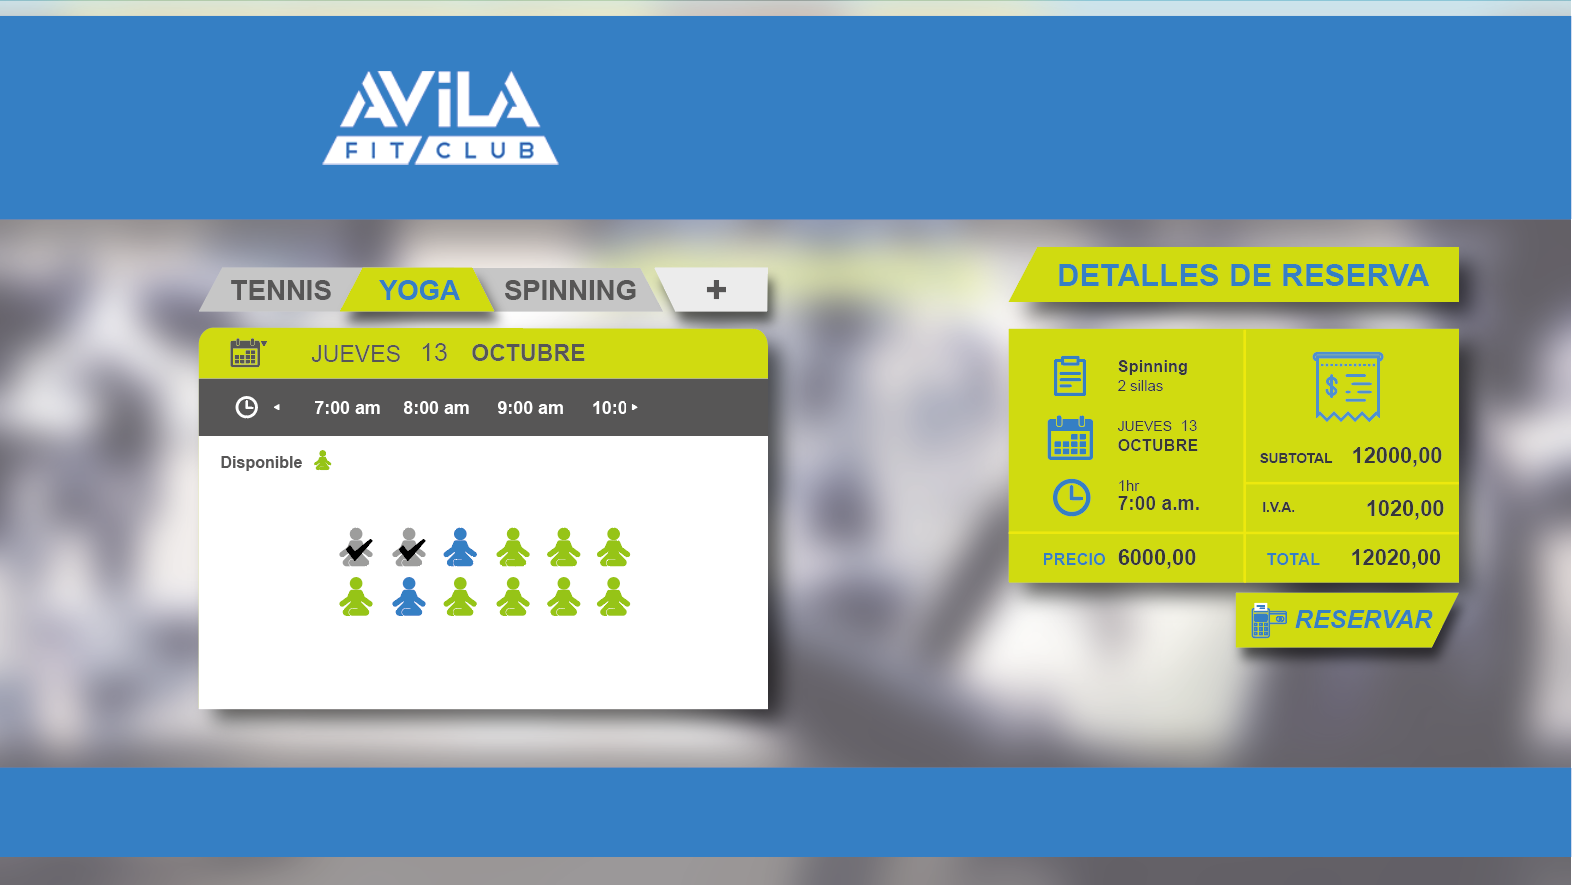 AViLA
FIT CLUB
TENNIS YOGA SPINNING +
JUEVES 13 OCTUBRE
7:00 am 8:00 am 9:00 am 10:0
Disponible
DETALLES DE RESERVA
Spinning
2 sillas
JUEVES 13
OCTUBRE
1hr
7:00 a.m.
PRECIO 6000,00
$
SUBTOTAL 12000,00
I.V.A. 1020,00
TOTAL 12020,00
RESERVAR